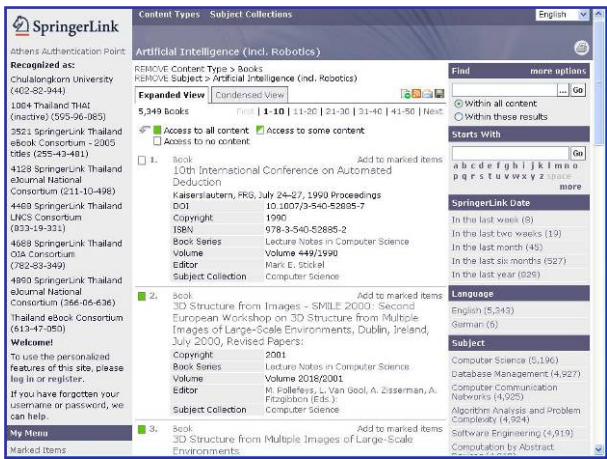 Content Types   Subject Collections
English
SpringerLink
Athens Authentication Point
Recognized as:
Chulalongkorn University
(402-82-944)
1004 Thailand THAI
(inactive) (595-96-085)
3521 SpringerLink Thailand
eBook Consortium - 2005
titles (255-43-481)
4128 SpringerLink Thailand
eJournal National
Consortium (211-10-498)
4488 SpringerLink Thailand
LNCS Consortium
(833-19-331)
4688 SpringerLink Thailand
OJA Consortium
(782-83-349)
4890 SpringerLink Thailand
eJournal National
Consortium (366-06-636)
Thailand eBook Consortium
(613-47-050)
Welcome!
To use the personalized
features of this site, please
log in or register.
If you have forgotten your
username or password, we
can help.
My Menu
Marked Items
Artificial Intelligence (incl. Robotics)
REMOVE Content Type > Books
REMOVE Subject > Artificial Intelligence (incl. Robotics)
Expanded View   Condensed View
5,349 Books   First | 1-10 | 11-20 | 21-30 | 31-40 | 41-50 | Next
Access to all content   Access to some content
Access to no content
1.   Book   Add to marked items
10th International Conference on Automated
Deduction
Kaiserslautern, FRG, July 24–27, 1990 Proceedings
DOI   10.1007/3-540-52885-7
Copyright   1990
ISBN   978-3-540-52885-2
Book Series   Lecture Notes in Computer Science
Volume   Volume 449/1990
Editor   Mark E. Stickel
Subject Collection   Computer Science
2.   Book   Add to marked items
3D Structure from Images - SMILE 2000: Second
European Workshop on 3D Structure from Multiple
Images of Large-Scale Environments, Dublin, Ireland,
July 2000, Revised Papers:
Copyright   2001
Book Series   Lecture Notes in Computer Science
Volume   Volume 2018/2001
Editor   M. Pollefeys, L. Van Gool, A. Zisserman, A.
Fitzgibbon (Eds.):
Subject Collection   Computer Science
3.   Book   Add to marked items
3D Structure from Multiple Images of Large-Scale
Environments
Find   more options
... Go
Within all content
Within these results
Starts With
Go
a b c d e f g h i j k l m n o
p q r s t u v w x y z space
more
SpringerLink Date
In the last week (8)
In the last two weeks (19)
In the last month (45)
In the last six months (527)
In the last year (829)
Language
English (5,343)
German (6)
Subject
Computer Science (5,196)
Database Management (4,927)
Computer Communication
Networks (4,925)
Algorithm Analysis and Problem
Complexity (4,924)
Software Engineering (4,919)
Computation by Abstract